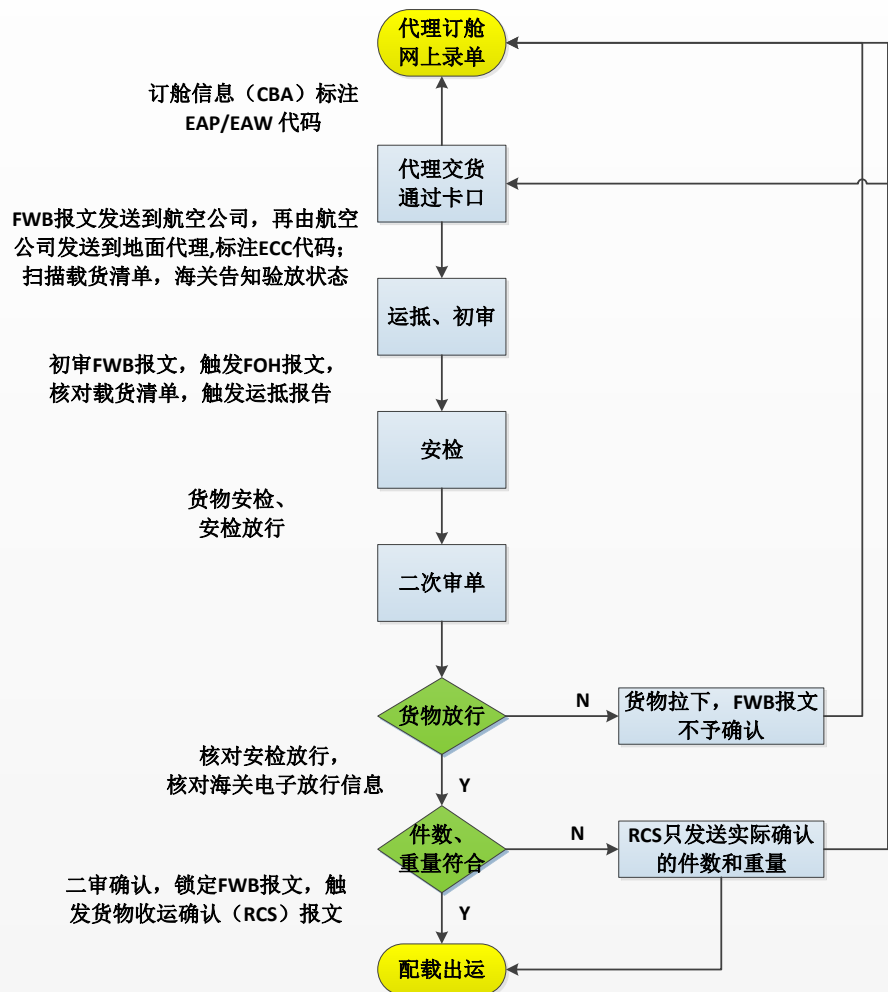 代理订舱
网上录单
订舱信息（CBA）标注
EAP/EAW 代码
代理交货
通过卡口
FWB报文发送到航空公司，再由航空
公司发送到地面代理,标注ECC代码；
扫描载货清单，海关告知验放状态
运抵、初审
初审FWB报文，触发FOH报文，
核对载货清单，触发运抵报告
安检
货物安检、
安检放行
二次审单
货物放行
N
货物拉下，FWB报文
不予确认
核对安检放行，
核对海关电子放行信息
Y
件数、
重量符合
N
RCS只发送实际确认
的件数和重量
二审确认，锁定FWB报文，触
发货物收运确认（RCS）报文
Y
配载出运